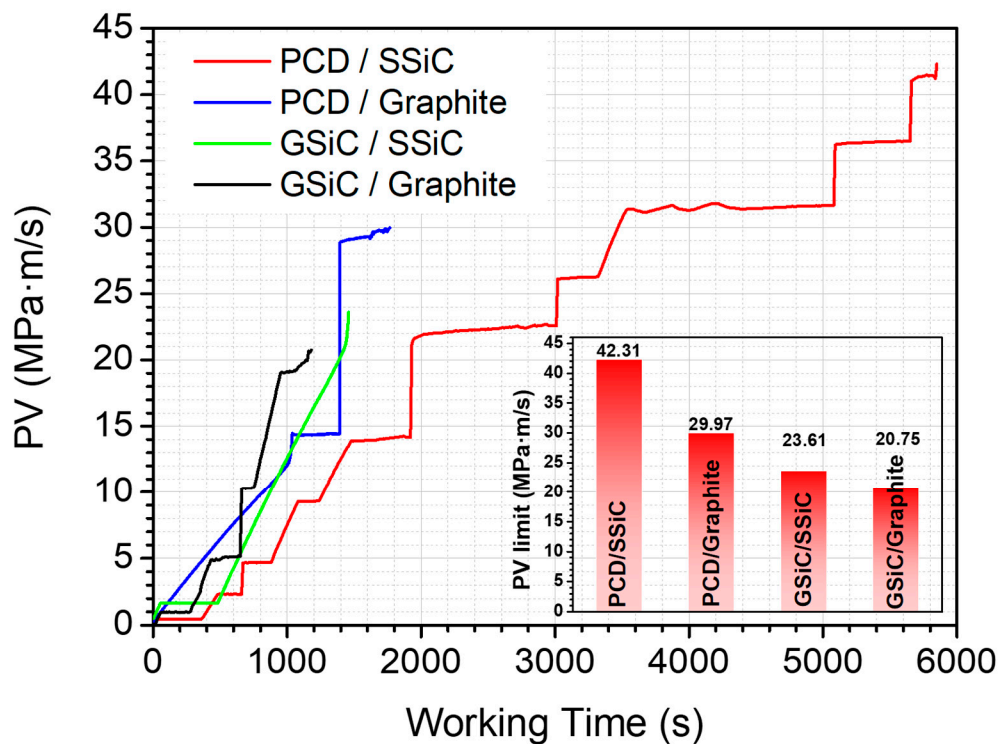 45
40
35
30
25
20
15
10
5
0
PV (MPa·m/s)
PCD / SSiC
PCD / Graphite
GSiC / SSiC
GSiC / Graphite
0 1000 2000 3000 4000 5000 6000
Working Time (s)
45
40
35
30
25
20
15
10
5
0
PV limit (MPa·m/s)
42.31
29.97
23.61
20.75
PCD/SSiC
PCD/Graphite
GSiC/SSiC
GSiC/Graphite